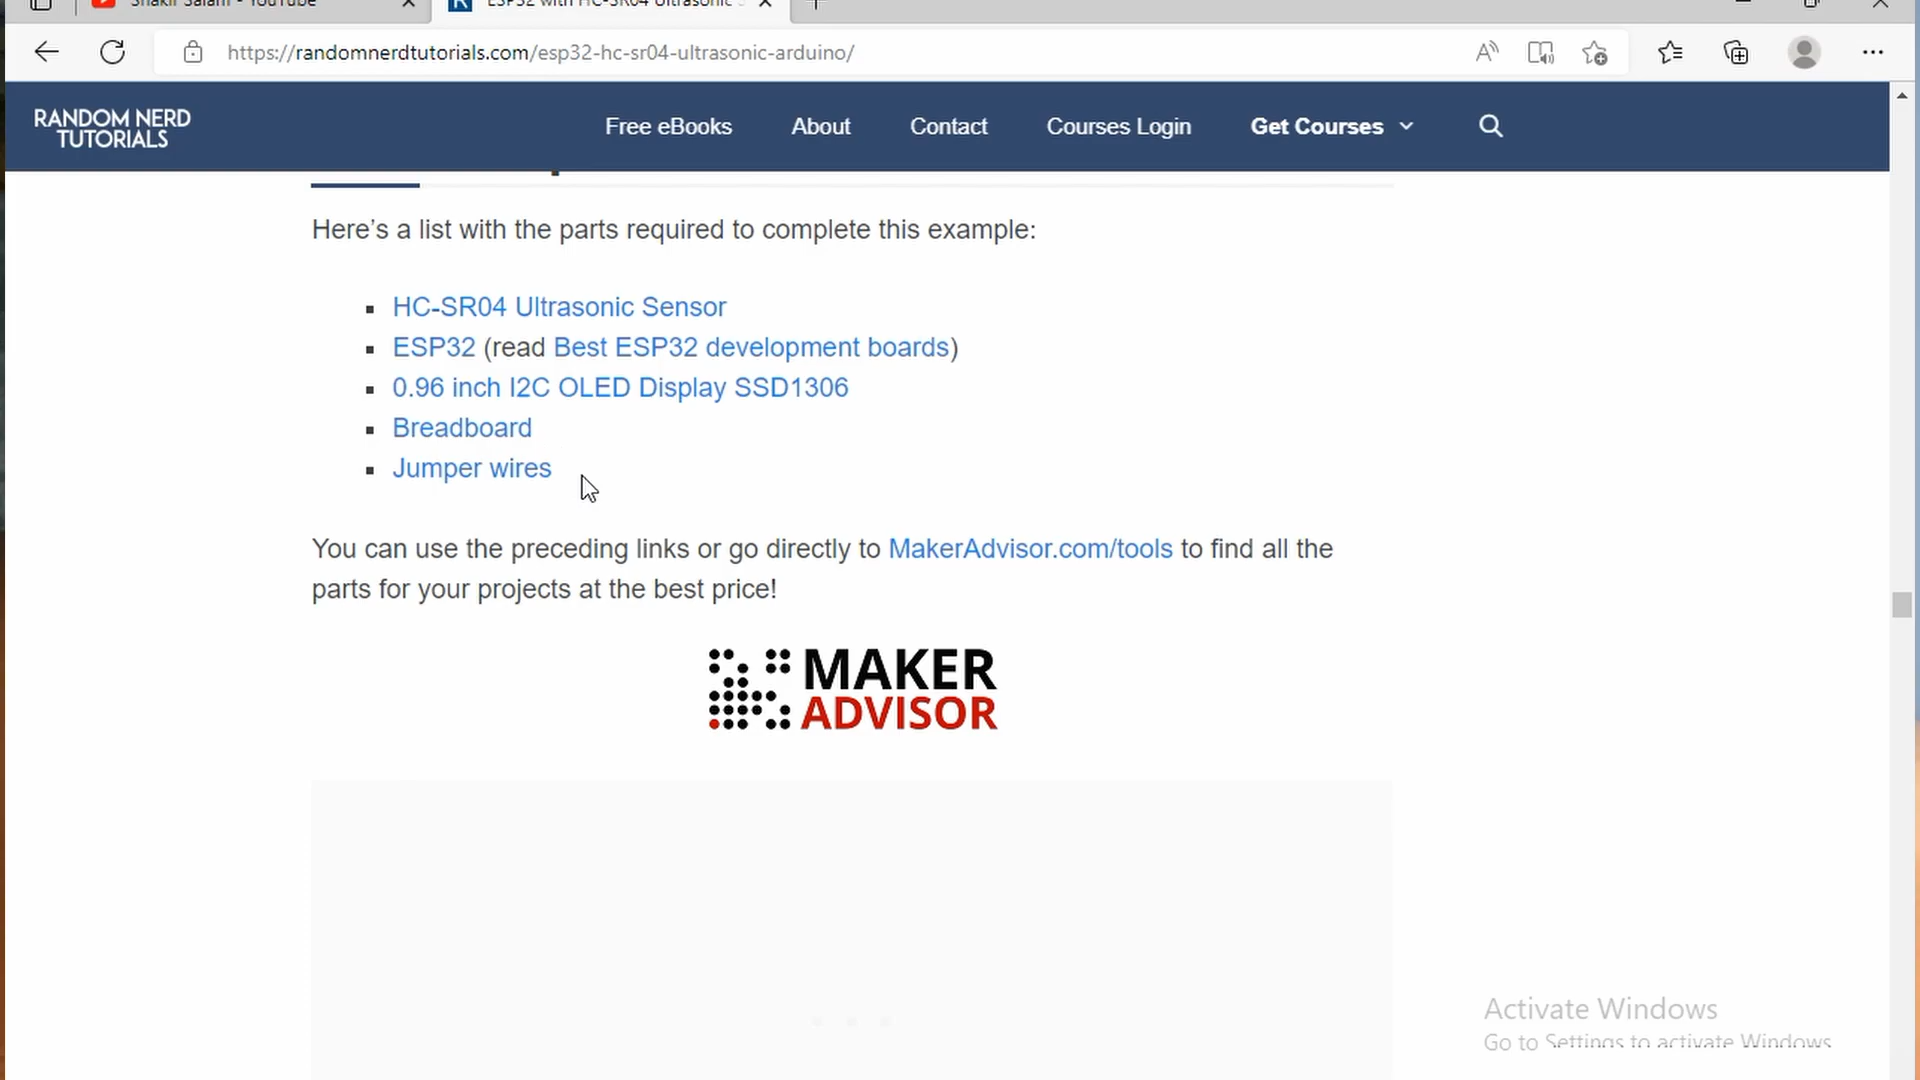 https://randomnerdtutorials.com/esp32-hc-sr04-ultrasonic-arduino/
RANDOM NERD
TUTORIALS
Free eBooks
About
Contact
Courses Login
Get Courses
Here’s a list with the parts required to complete this example:
HC-SR04 Ultrasonic Sensor
ESP32 (read Best ESP32 development boards)
0.96 inch I2C OLED Display SSD1306
Breadboard
Jumper wires
You can use the preceding links or go directly to MakerAdvisor.com/tools to find all the
parts for your projects at the best price!
MAKER
ADVISOR
Activate Windows
Go to Settings to activate Windows